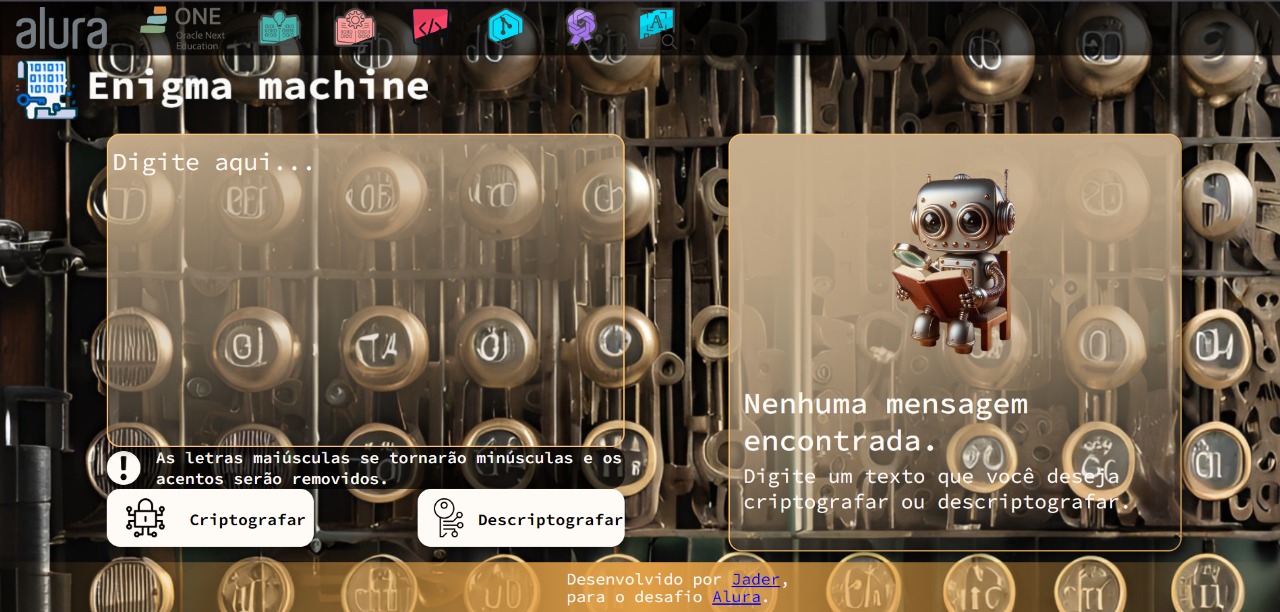 alura
ONE
Oracle Next
Education
Enigma machine
Digite aqui...
As letras maiúsculas se tornarão minúsculas e os
acentos serão removidos.
Criptografar
Descriptografar
Nenhuma mensagem
encontrada.
Digite um texto que você deseja
criptografar ou descriptografar.
Desenvolvido por Jader,
para o desafio Alura.